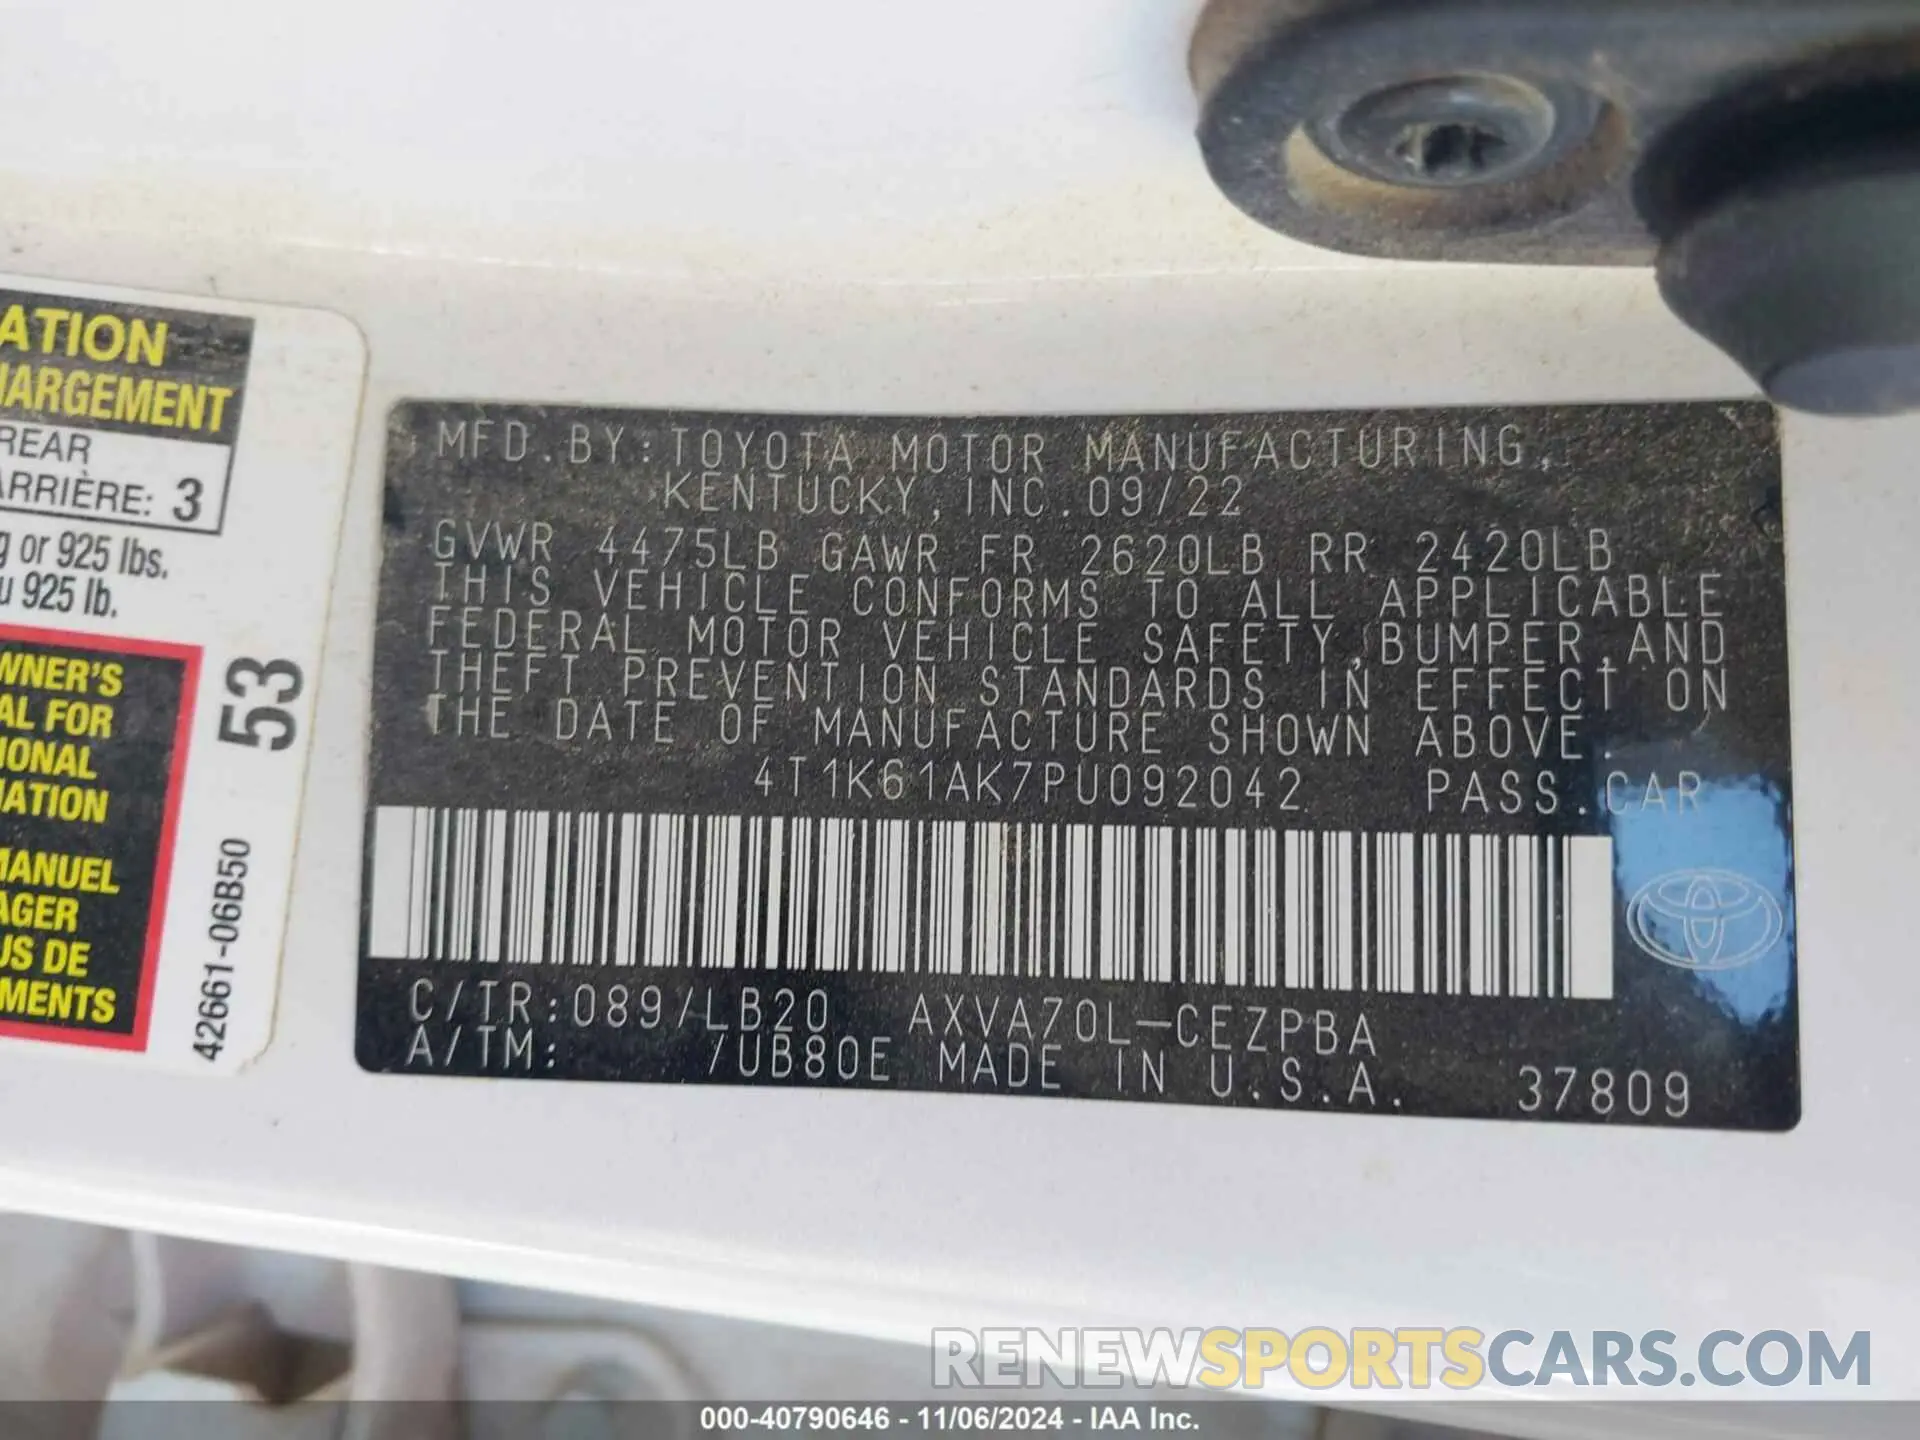 ATION
HARGEMENT
REAR
ARRIÈRE: 3
g or 925 lbs.
u 925 lb.
WNER'S
AL FOR
IONAL
MATION
MANUEL
AGER
US DE
MENTS
53
42661-06B50
MFD.BY:TOYOTA MOTOR MANUFACTURING,
KENTUCKY,INC.09/22
GVWR 4475LB GAWR FR 2620LB RR 2420LB
THIS VEHICLE CONFORMS TO ALL APPLICABLE
FEDERAL MOTOR VEHICLE SAFETY,BUMPER,AND
THEFT PREVENTION STANDARDS IN EFFECT ON
THE DATE OF MANUFACTURE SHOWN ABOVE.
4T1K61AK7PU092042 PASS.CAR
C/TR:089/LB20 AXVA70L-CEZPBA
A/TM: /UB80E MADE IN U.S.A. 37809
RENEWSPORTSCARS.COM
000-40790646 - 11/06/2024 - IAA Inc.